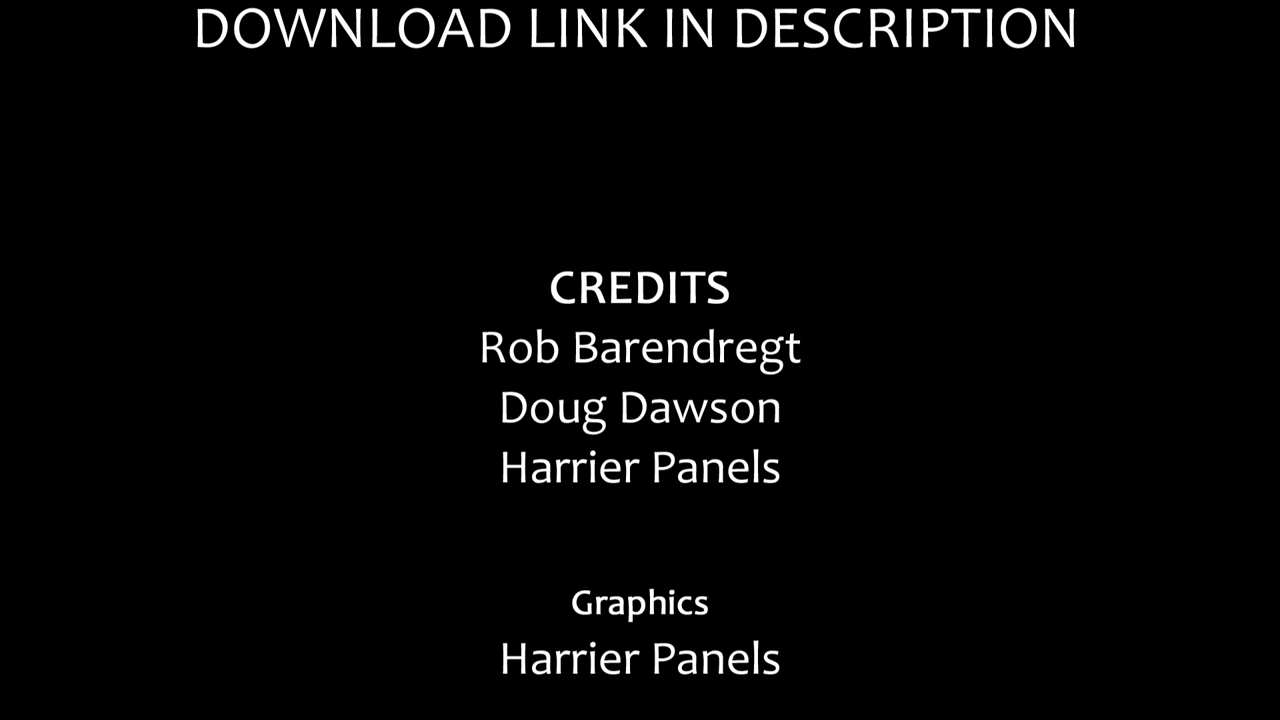 DOWNLOAD LINK IN DESCRIPTION
CREDITS
Rob Barendregt
Doug Dawson
Harrier Panels
Graphics
Harrier Panels